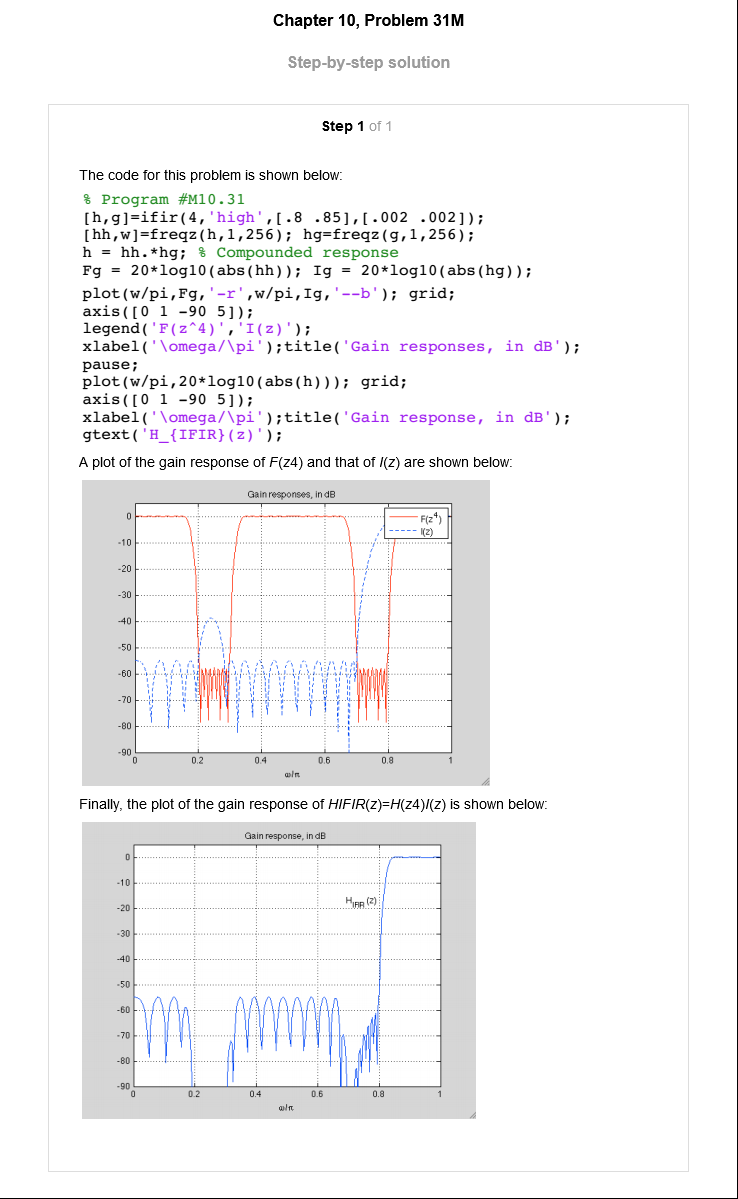 Chapter 10, Problem 31M
Step-by-step solution
Step 1 of 1
The code for this problem is shown below:
% Program #M10.31
[h,g]=ifir(4,'high',[.8 .85],[.002 .002]);
[hh,w]=freqz(h,1,256); hg=freqz(g,1,256);
h = hh.*hg; % Compounded response
Fg = 20*log10(abs(hh)); Ig = 20*log10(abs(hg));
plot(w/pi,Fg,'-r',w/pi,Ig,'--b'); grid;
axis([0 1 -90 5]);
legend('F(z^4)','I(z)');
xlabel('\omega/\pi');title('Gain responses, in dB');
pause;
plot(w/pi,20*log10(abs(h))); grid;
axis([0 1 -90 5]);
xlabel('\omega/\pi');title('Gain response, in dB');
gtext('H_{IFIR}(z)');
A plot of the gain response of F(z4) and that of I(z) are shown below:
Gain responses, in dB
F(z^4)
I(z)
0
-10
-20
-30
-40
-50
-60
-70
-80
-90
0 0.2 0.4 0.6 0.8 1
ω/π
Finally, the plot of the gain response of HIFIR(z)=H(z4)I(z) is shown below:
Gain response, in dB
H_IFIR (z)
0
-10
-20
-30
-40
-50
-60
-70
-80
-90
0 0.2 0.4 0.6 0.8 1
ω/π